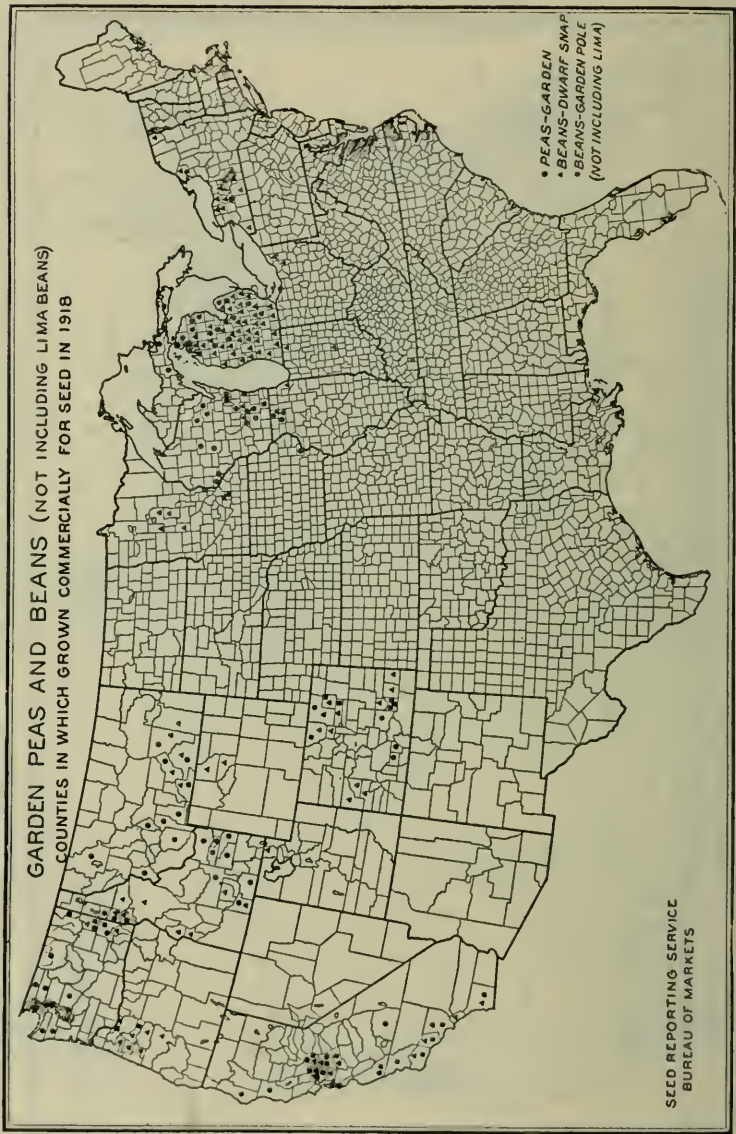 GARDEN PEAS AND BEANS (NOT INCLUDING LIMA BEANS)
COUNTIES IN WHICH GROWN COMMERCIALLY FOR SEED IN 1918
• PEAS-GARDEN
▲ BEANS-DWARF SNAP
■ BEANS-GARDEN POLE
(NOT INCLUDING LIMA)
SEED REPORTING SERVICE
BUREAU OF MARKETS